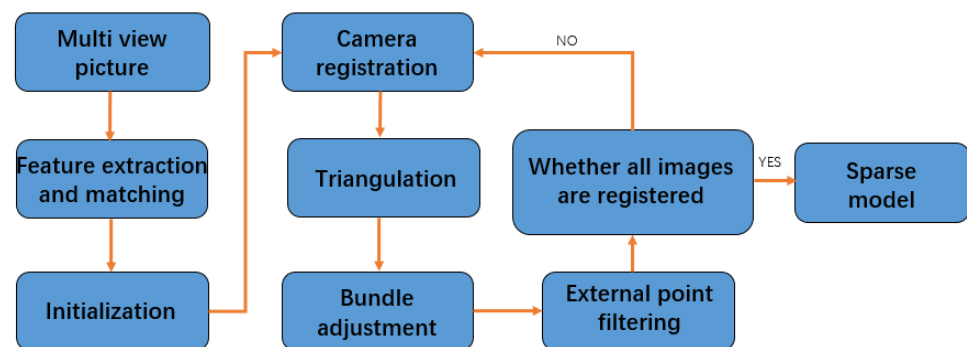 Multi view
picture
Feature extraction
and matching
Initialization
Camera
registration
Triangulation
Bundle
adjustment
External point
filtering
Whether all images
are registered
NO
YES
Sparse
model